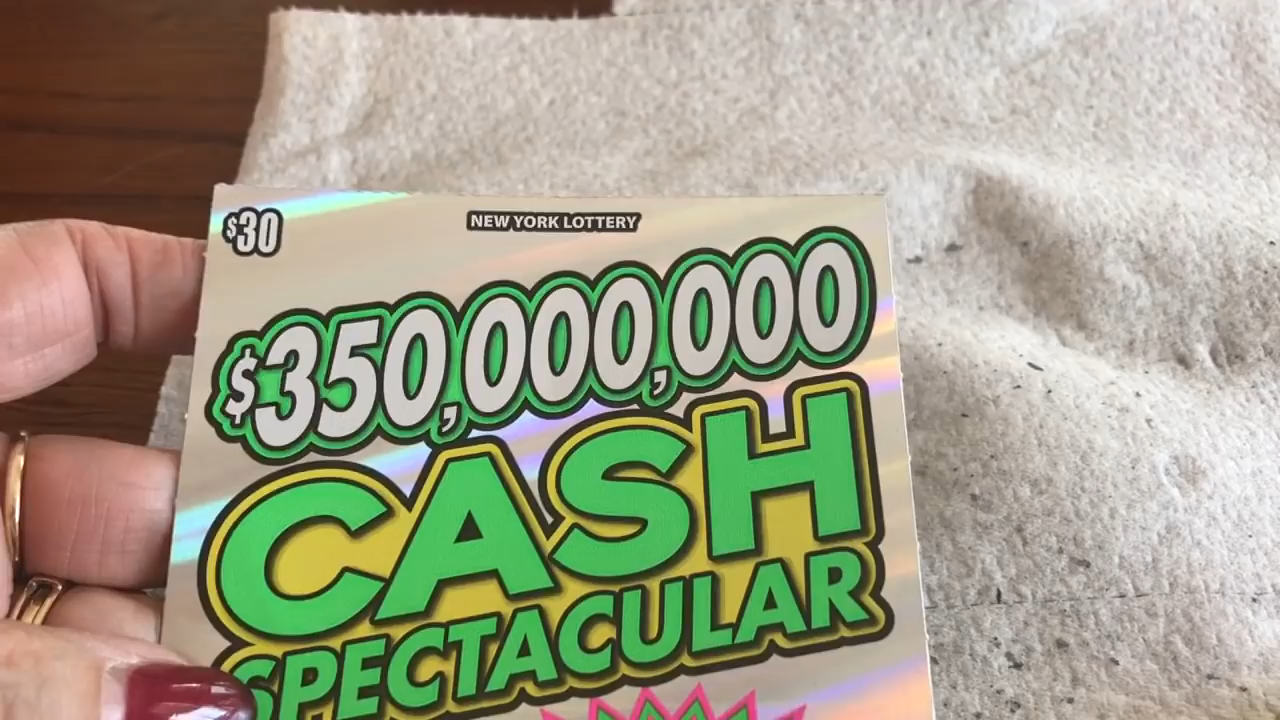 $30
NEW YORK LOTTERY
$350,000,000
CASH
SPECTACULAR